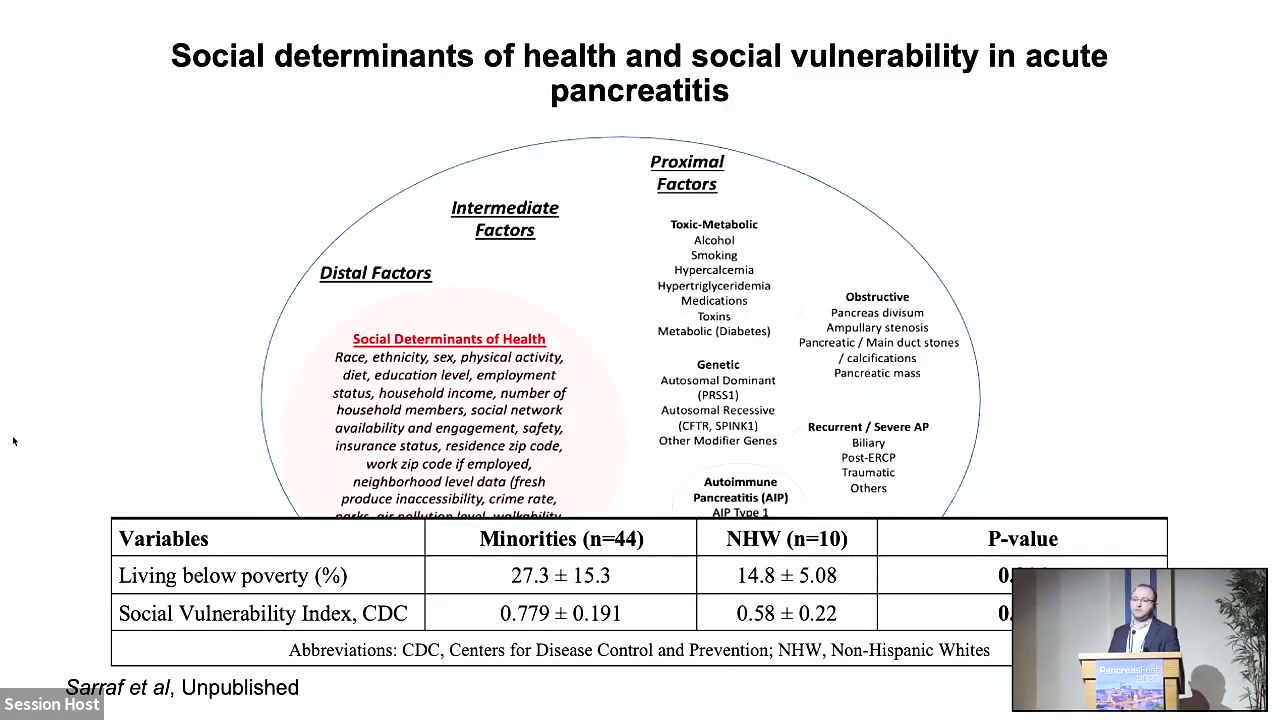 Social determinants of health and social vulnerability in acute
pancreatitis
Proximal
Factors
Intermediate
Factors
Distal Factors
Social Determinants of Health
Race, ethnicity, sex, physical activity,
diet, education level, employment
status, household income, number of
household members, social network
availability and engagement, safety,
insurance status, residence zip code,
work zip code if employed,
neighborhood level data (fresh
produce inaccessibility, crime rate,
parks, air pollution level, walkability,
Toxic-Metabolic
Alcohol
Smoking
Hypercalcemia
Hypertriglyceridemia
Medications
Toxins
Metabolic (Diabetes)
Genetic
Autosomal Dominant
(PRSS1)
Autosomal Recessive
(CFTR, SPINK1)
Other Modifier Genes
Autoimmune
Pancreatitis (AIP)
AIP Type 1
Obstructive
Pancreas divisum
Ampullary stenosis
Pancreatic / Main duct stones
/ calcifications
Pancreatic mass
Recurrent / Severe AP
Biliary
Post-ERCP
Traumatic
Others
Variables Minorities (n=44) NHW (n=10) P-value
Living below poverty (%) 27.3 ± 15.3 14.8 ± 5.08 0.
Social Vulnerability Index, CDC 0.779 ± 0.191 0.58 ± 0.22 0.
Abbreviations: CDC, Centers for Disease Control and Prevention; NHW, Non-Hispanic Whites
Sarraf et al, Unpublished
Session Host
PancreasFest